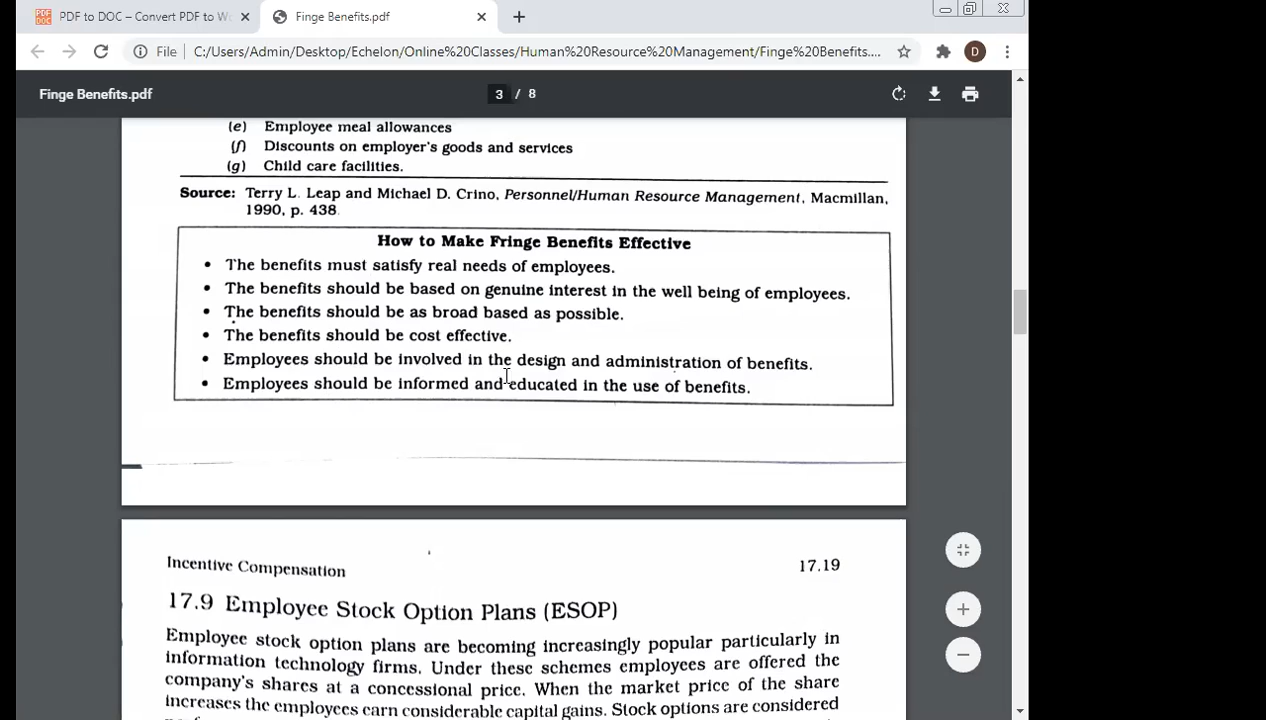 PDF to DOC – Convert PDF to W
Finge Benefits.pdf
File
C:/Users/Admin/Desktop/Echelon/Online%20Classes/Human%20Resource%20Management/Finge%20Benefits....
D
Finge Benefits.pdf
3 / 8
(e) Employee meal allowances
(f) Discounts on employer's goods and services
(g) Child care facilities.
Source: Terry L. Leap and Michael D. Crino, Personnel/Human Resource Management, Macmillan,
1990, p. 438.
How to Make Fringe Benefits Effective
• The benefits must satisfy real needs of employees.
• The benefits should be based on genuine interest in the well being of employees.
• The benefits should be as broad based as possible.
• The benefits should be cost effective.
• Employees should be involved in the design and administration of benefits.
• Employees should be informed and educated in the use of benefits.
Incentive Compensation 17.19
17.9 Employee Stock Option Plans (ESOP)
Employee stock option plans are becoming increasingly popular particularly in
information technology firms. Under these schemes employees are offered the
company's shares at a concessional price. When the market price of the share
increases the employees earn considerable capital gains. Stock options are considered